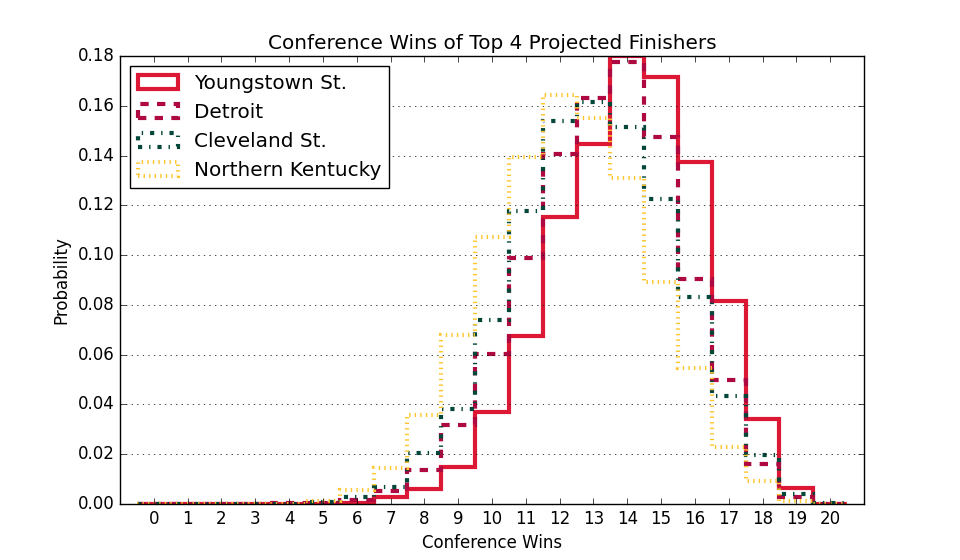 Conference Wins of Top 4 Projected Finishers
0.18
0.16
0.14
0.12
0.10
0.08
0.06
0.04
0.02
0.00
Probability
Youngstown St.
Detroit
Cleveland St.
Northern Kentucky
0 1 2 3 4 5 6 7 8 9 10 11 12 13 14 15 16 17 18 19 20
Conference Wins